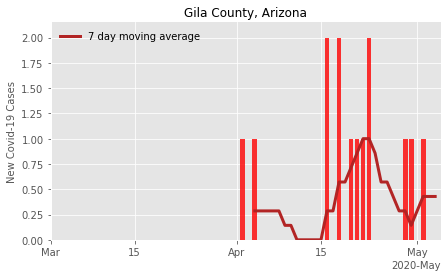 Gila County, Arizona
7 day moving average
New Covid-19 Cases
2.00
1.75
1.50
1.25
1.00
0.75
0.50
0.25
0.00
Mar 15 Apr 15 May
2020-May